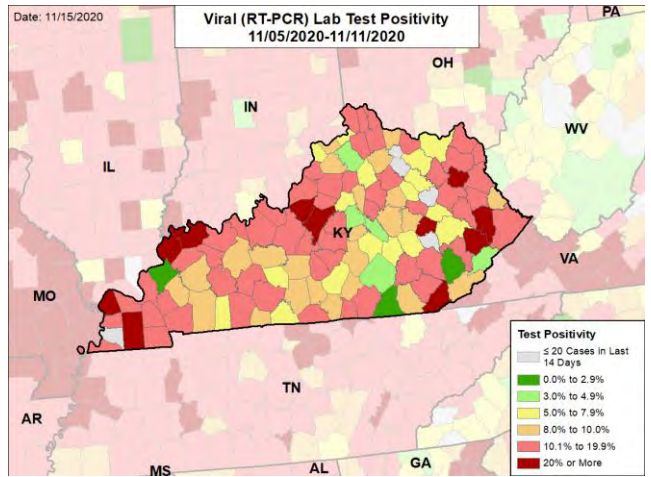 Date: 11/15/2020
Viral (RT-PCR) Lab Test Positivity
11/05/2020-11/11/2020
PA
OH
IN
WV
IL
KY
VA
MO
TN
AR
MS
AL
GA
Test Positivity
≤ 20 Cases in Last
14 Days
0.0% to 2.9%
3.0% to 4.9%
5.0% to 7.9%
8.0% to 10.0%
10.1% to 19.9%
20% or More